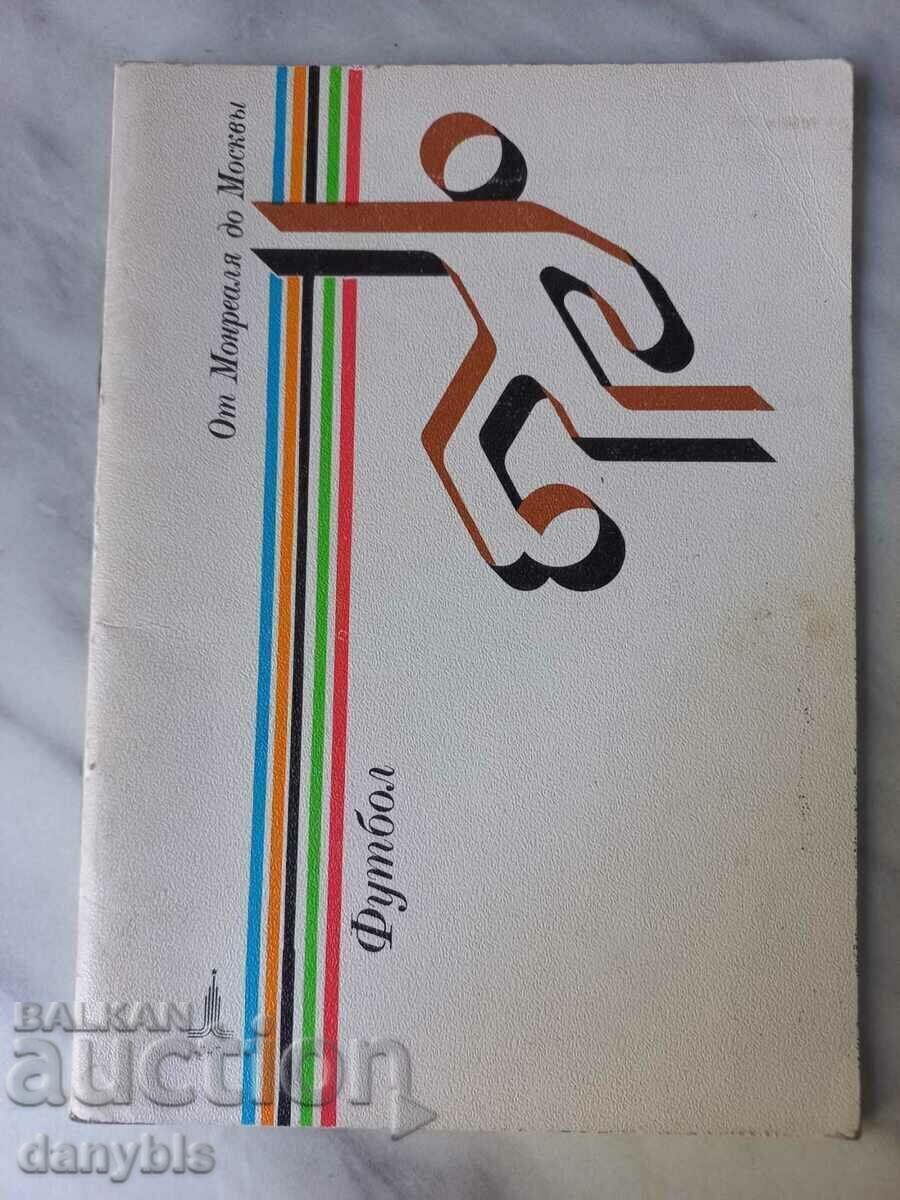 От Монреаля до Москвы
Футбол
BALKAN
auction
danybls